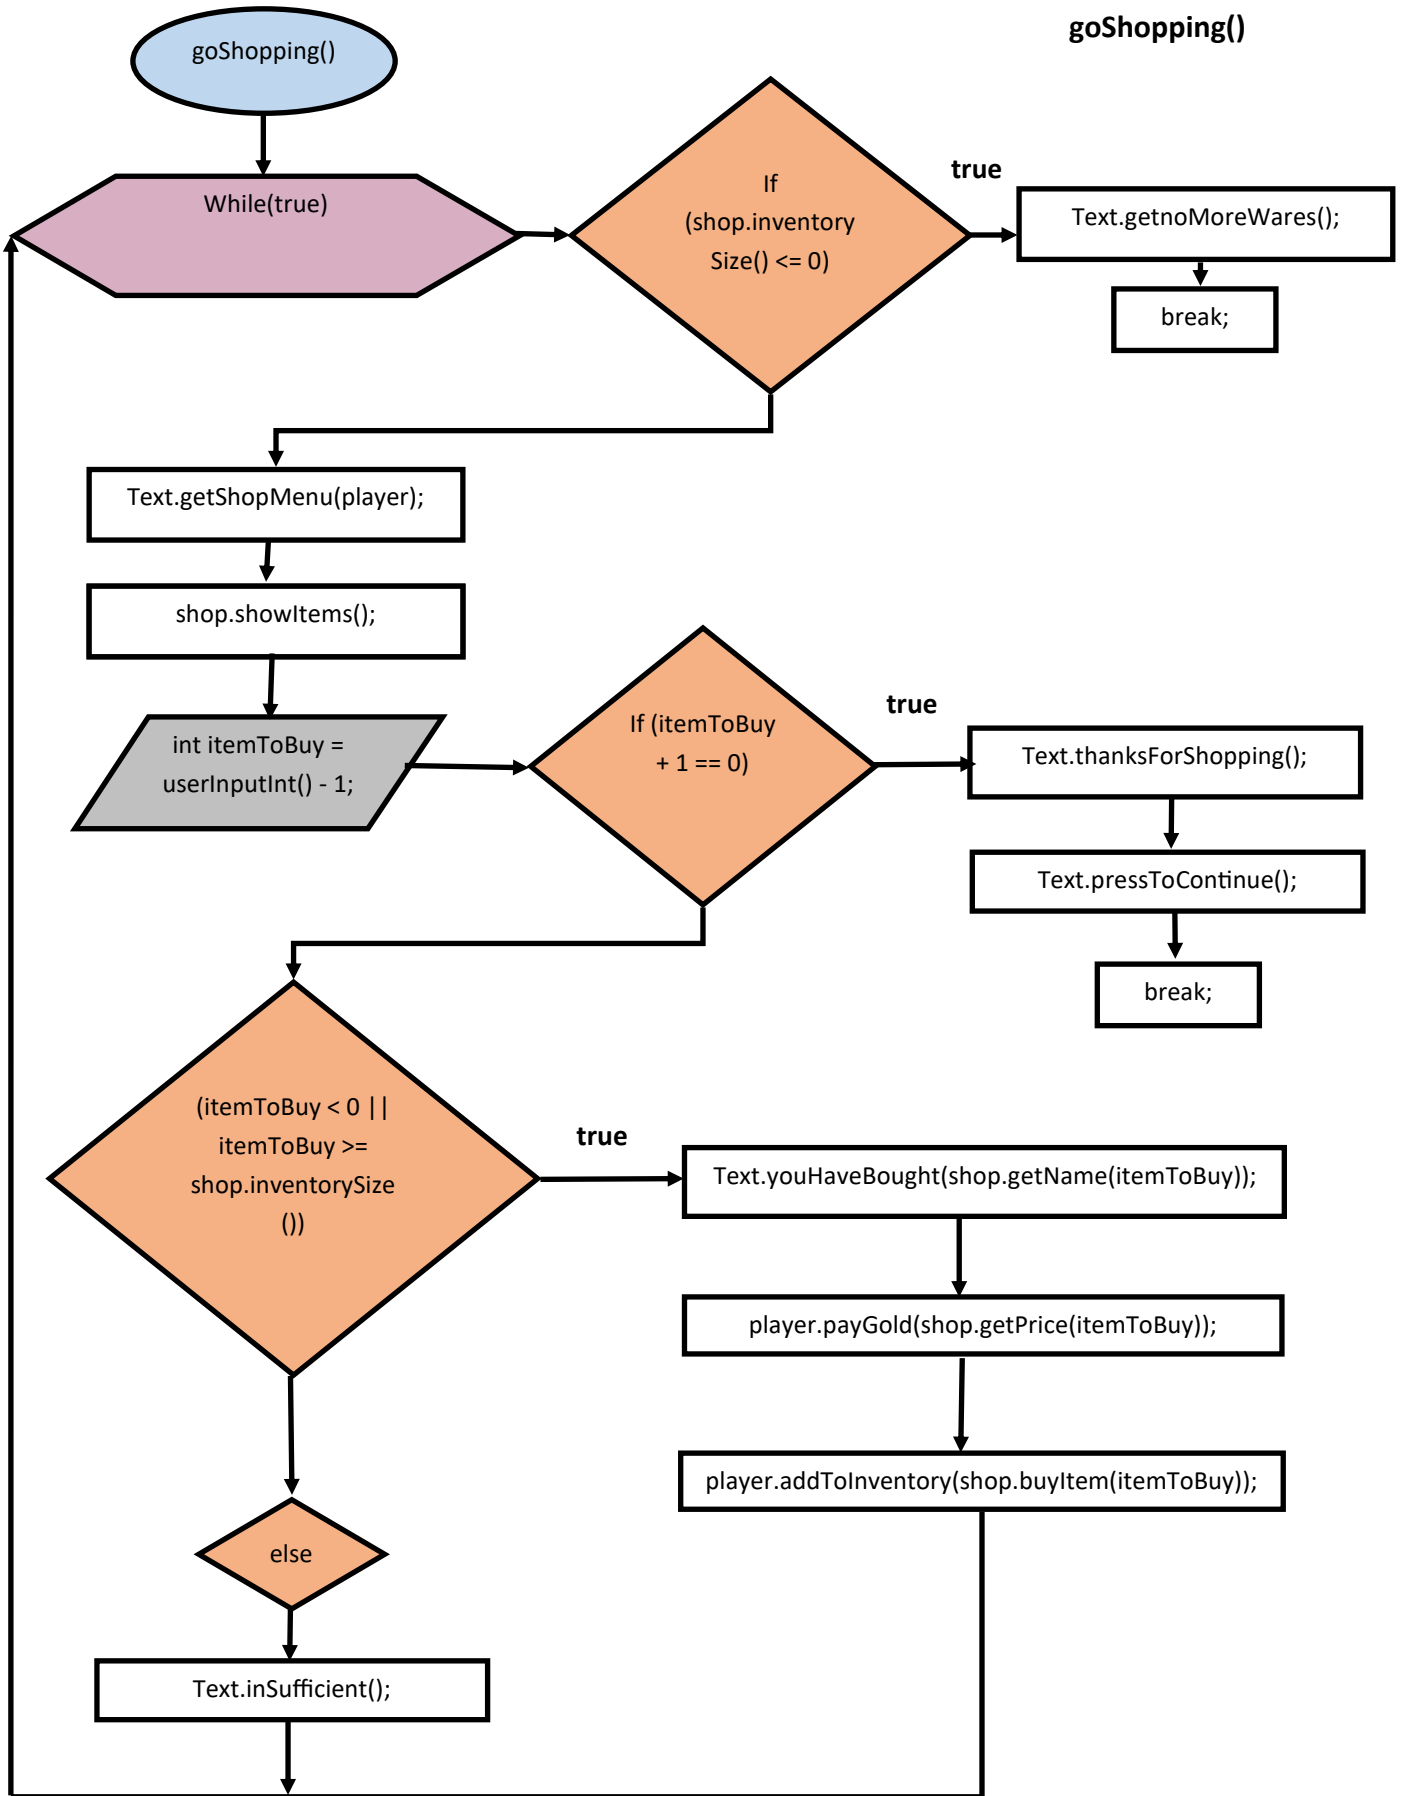 goShopping()
goShopping()
While(true)
If
(shop.inventory
Size() <= 0)
true
Text.getnoMoreWares();
break;
Text.getShopMenu(player);
shop.showItems();
int itemToBuy =
userInputInt() - 1;
If (itemToBuy
+ 1 == 0)
true
Text.thanksForShopping();
Text.pressToContinue();
break;
(itemToBuy < 0 ||
itemToBuy >=
shop.inventorySize
())
true
Text.youHaveBought(shop.getName(itemToBuy));
player.payGold(shop.getPrice(itemToBuy));
player.addToInventory(shop.buyItem(itemToBuy));
else
Text.inSufficient();